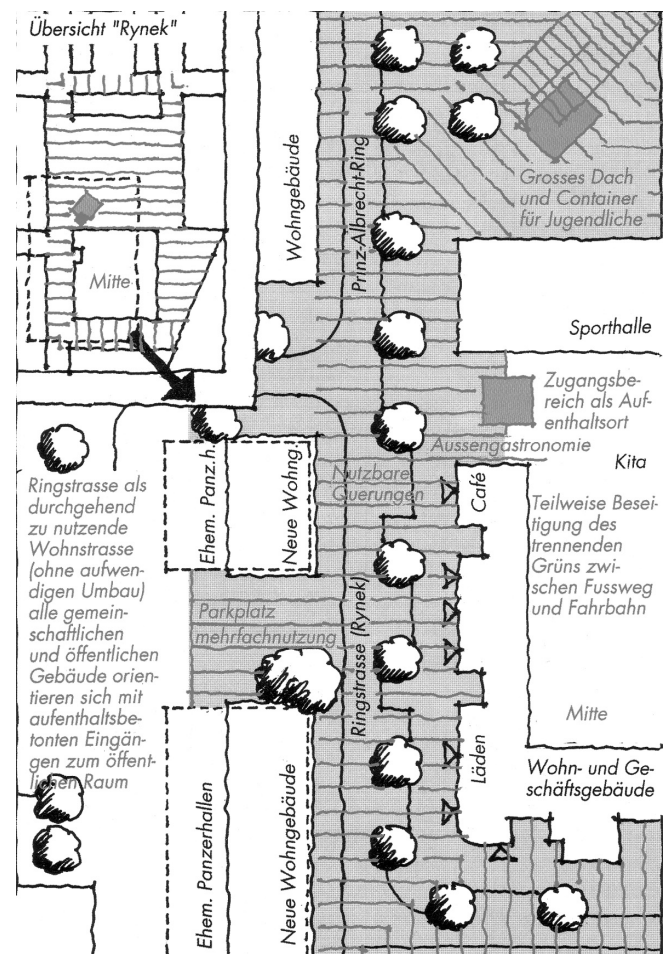 Übersicht "Rynek"
Mitte
Wohngebäude
Prinz-Albrecht-Ring
Grosses Dach
und Container
für Jugendliche
Sporthalle
Zugangsbe-
reich als Auf-
enthaltsort
Aussengastronomie
Kita
Nutzbare
Querungen
Café
Ehem. Panz.h.
Neue Wohng.
Teilweise Besei-
tigung des
trennenden
Grüns zwi-
schen Fussweg
und Fahrbahn
Ringstrasse als
durchgehend
zu nutzende
Wohnstrasse
(ohne aufwen-
digen Umbau)
alle gemein-
schaftlichen
und öffentlichen
Gebäude orien-
tieren sich mit
aufenthaltsbe-
tonten Eingän-
gen zum öffent-
lichen Raum
Parkplatz
mehrfachnutzung
Ringstrasse (Rynek)
Mitte
Läden
Wohn- und Ge-
schäftsgebäude
Ehem. Panzerhallen
Neue Wohngebäude